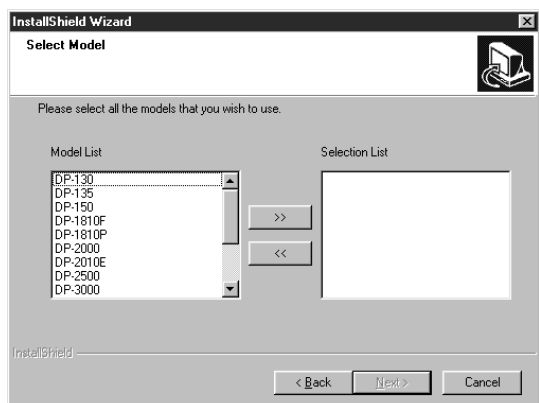 InstallShield Wizard
Select Model
Please select all the models that you wish to use.
Model List
Selection List
DP-130
DP-135
DP-150
DP-1810F
DP-1810P
DP-2000
DP-2010E
DP-2500
DP-3000
>>
<<
InstallShield
< Back
Next >
Cancel